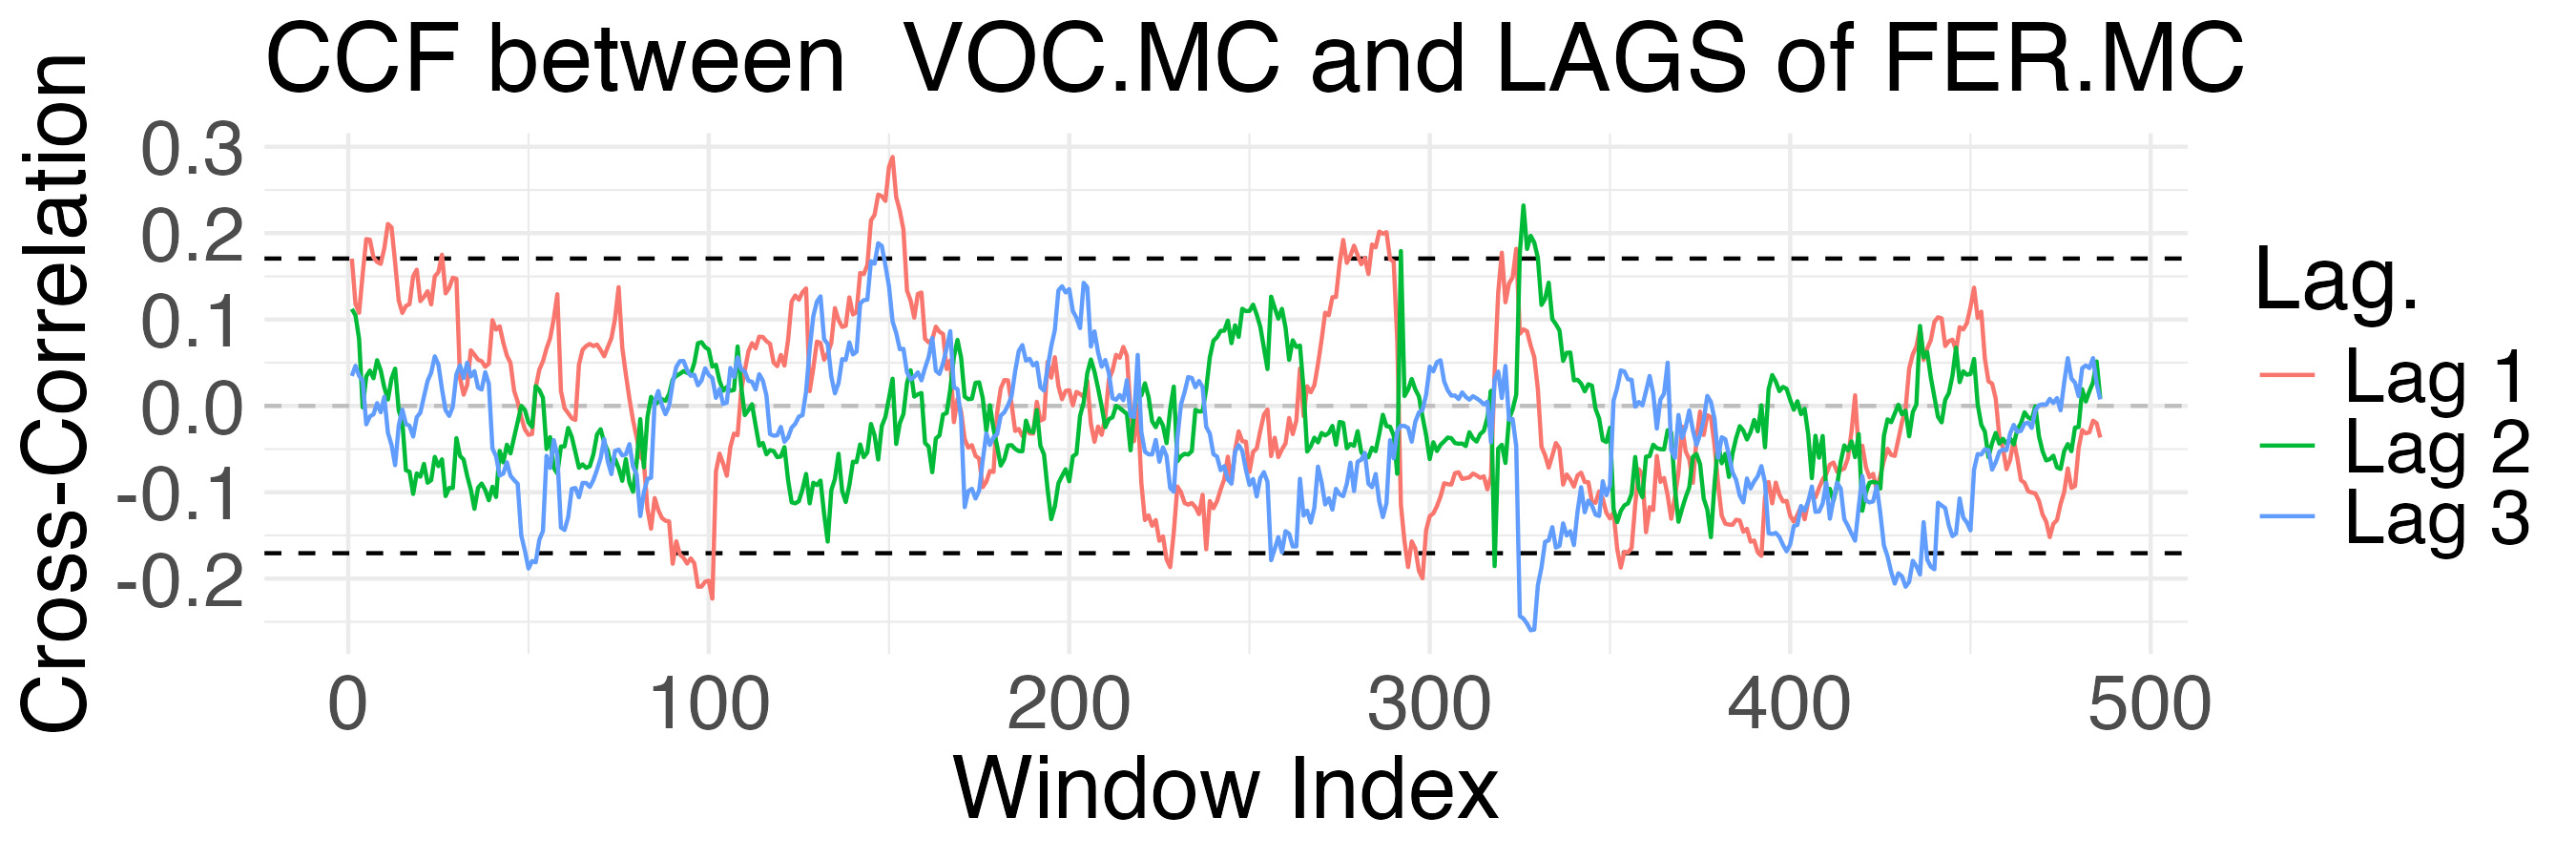 CCF between  VOC.MC and LAGS of FER.MC
Cross-Correlation
0.3
0.2
0.1
0.0
-0.1
-0.2
0 100 200 300 400 500
Window Index
Lag.
Lag 1
Lag 2
Lag 3